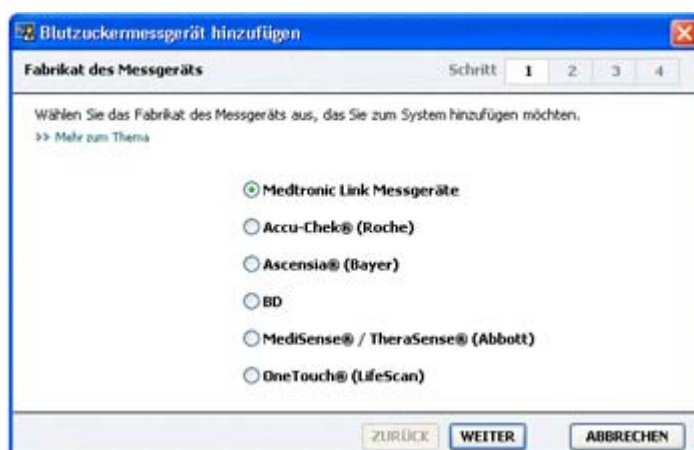 Blutzuckermessgerät hinzufügen
Fabrikat des Messgeräts Schritt 1 2 3 4
Wählen Sie das Fabrikat des Messgeräts aus, das Sie zum System hinzufügen möchten.
>> Mehr zum Thema
Medtronic Link Messgeräte
Accu-Chek® (Roche)
Ascensia® (Bayer)
BD
MediSense® / TheraSense® (Abbott)
OneTouch® (LifeScan)
ZURÜCK WEITER ABBRECHEN